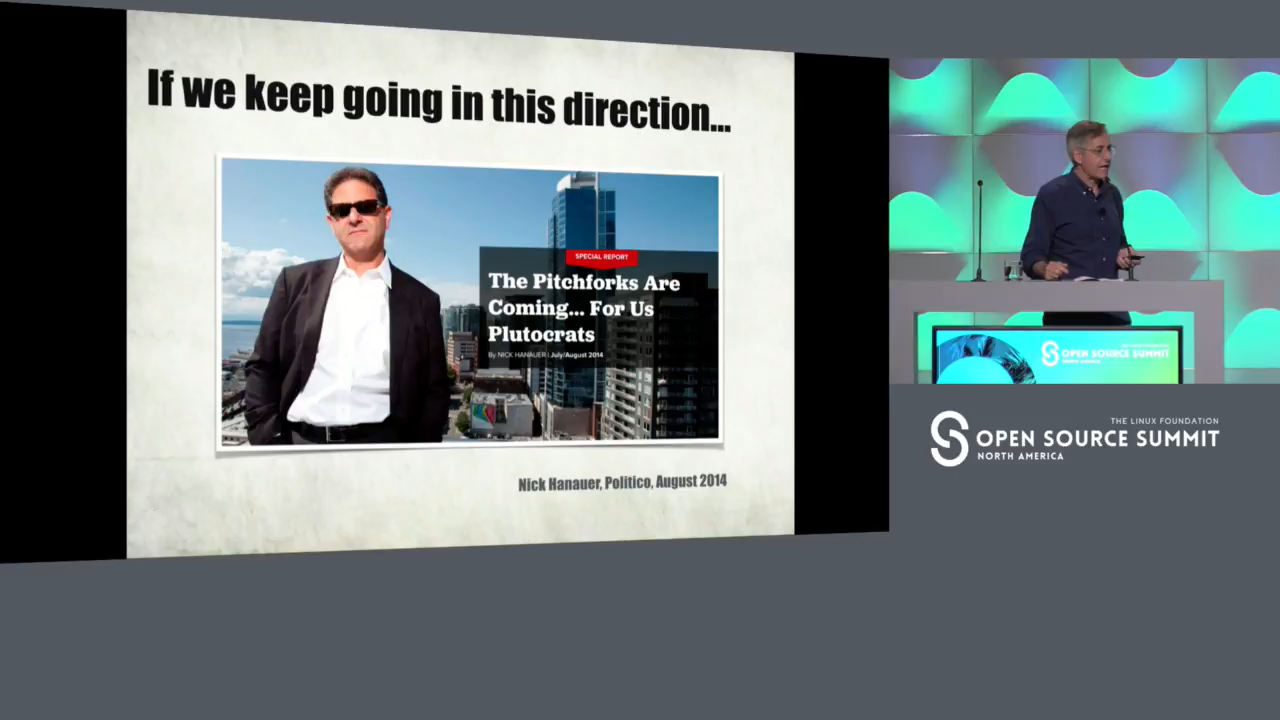 If we keep going in this direction...
SPECIAL REPORT
The Pitchforks Are
Coming... For Us
Plutocrats
By NICK HANAUER | July/August 2014
Nick Hanauer, Politico, August 2014
OPEN SOURCE SUMMIT
THE LINUX FOUNDATION
OPEN SOURCE SUMMIT
NORTH AMERICA